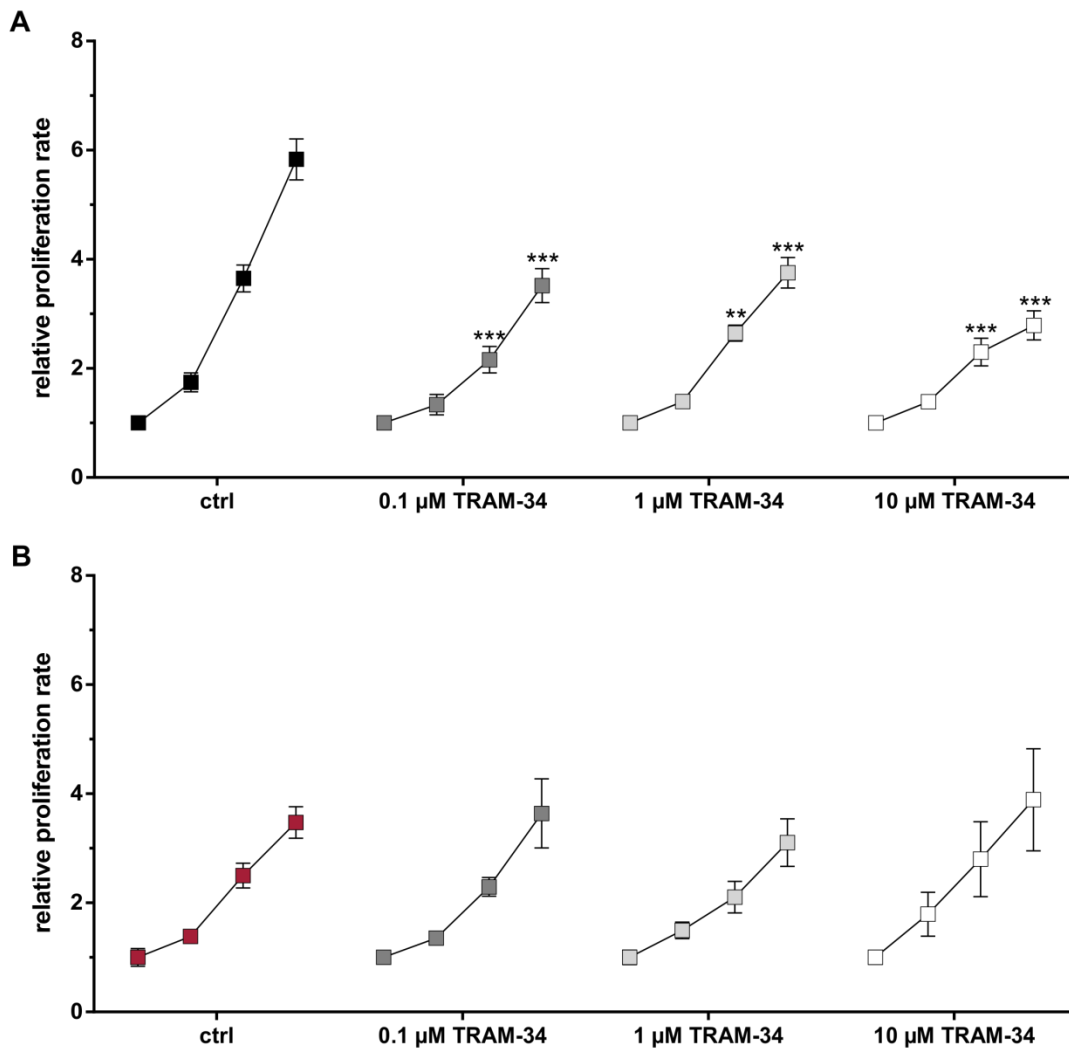 A
8
6
4
2
0
relative proliferation rate
***
***
**
***
***
***
ctrl
0.1 µM TRAM-34
1 µM TRAM-34
10 µM TRAM-34
B
8
6
4
2
0
relative proliferation rate
ctrl
0.1 µM TRAM-34
1 µM TRAM-34
10 µM TRAM-34